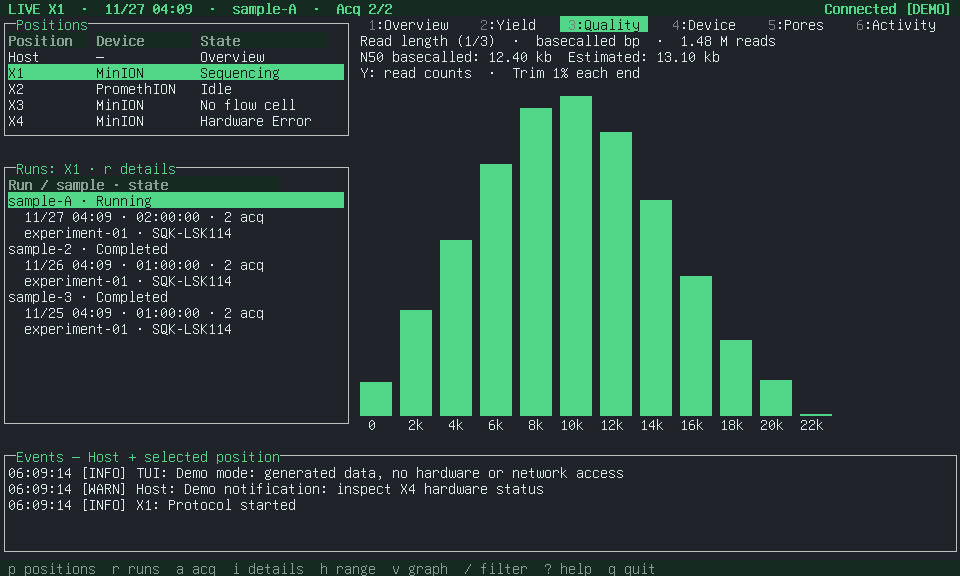 LIVE X1 · 11/27 04:09 · sample-A · Acq 2/2 Connected [DEMO]
Positions
Position Device State
Host — Overview
X1 MinION Sequencing
X2 PromethION Idle
X3 MinION No flow cell
X4 MinION Hardware Error
Runs: X1 · r details
Run / sample · state
sample-A · Running
11/27 04:09 · 02:00:00 · 2 acq
experiment-01 · SQK-LSK114
sample-2 · Completed
11/26 04:09 · 01:00:00 · 2 acq
experiment-01 · SQK-LSK114
sample-3 · Completed
11/25 04:09 · 01:00:00 · 2 acq
experiment-01 · SQK-LSK114
1:Overview 2:Yield 3:Quality 4:Device 5:Pores 6:Activity
Read length (1/3) · basecalled bp · 1.48 M reads
N50 basecalled: 12.40 kb Estimated: 13.10 kb
Y: read counts · Trim 1% each end
0 2k 4k 6k 8k 10k 12k 14k 16k 18k 20k 22k
Events — Host + selected position
06:09:14 [INFO] TUI: Demo mode: generated data, no hardware or network access
06:09:14 [WARN] Host: Demo notification: inspect X4 hardware status
06:09:14 [INFO] X1: Protocol started
p positions r runs a acq i details h range v graph / filter ? help q quit